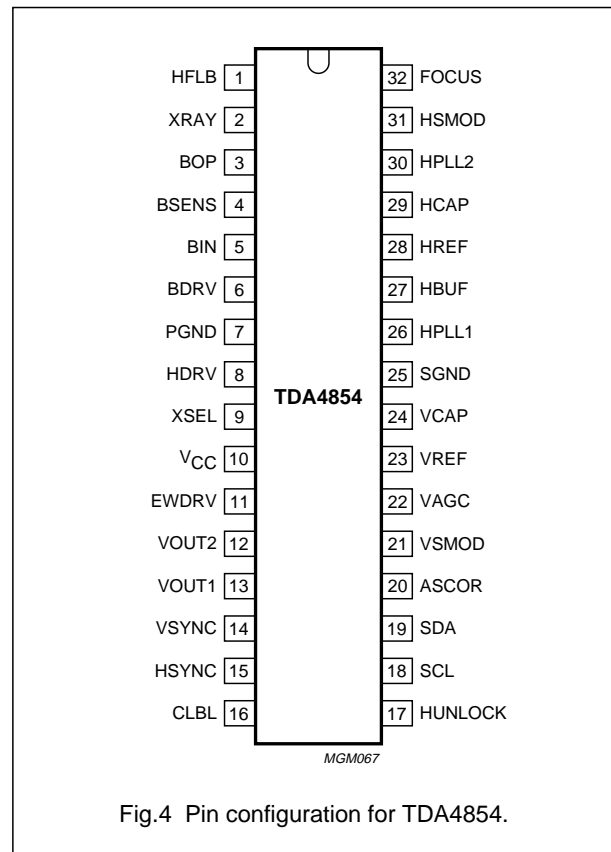 HFLB 1 32 FOCUS
XRAY 2 31 HSMOD
BOP 3 30 HPLL2
BSENS 4 29 HCAP
BIN 5 28 HREF
BDRV 6 27 HBUF
PGND 7 26 HPLL1
HDRV 8 25 SGND
TDA4854
XSEL 9 24 VCAP
VCC 10 23 VREF
EWDRV 11 22 VAGC
VOUT2 12 21 VSMOD
VOUT1 13 20 ASCOR
VSYNC 14 19 SDA
HSYNC 15 18 SCL
CLBL 16 17 HUNLOCK
MGM067
Fig.4 Pin configuration for TDA4854.